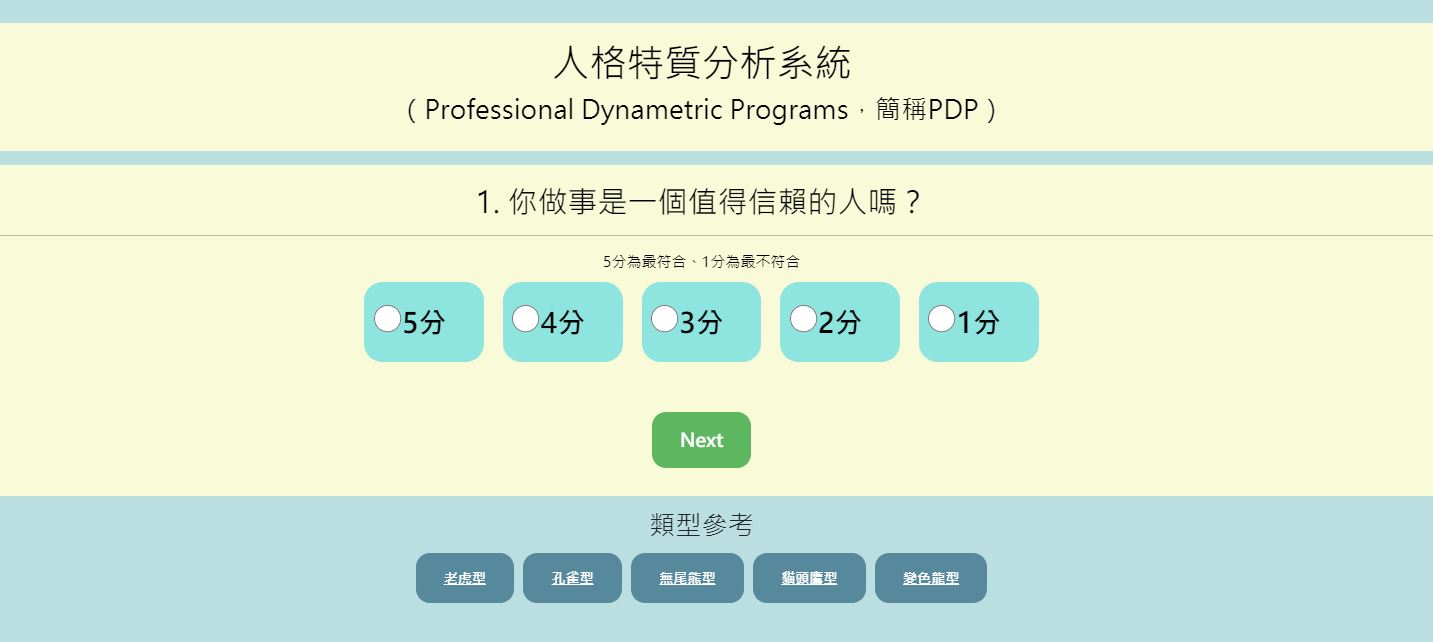 人格特質分析系統
（Professional Dynametric Programs，簡稱PDP）
1. 你做事是一個值得信賴的人嗎？
5分為最符合、1分為最不符合
5分 4分 3分 2分 1分
Next
類型參考
老虎型 孔雀型 無尾熊型 貓頭鷹型 變色龍型